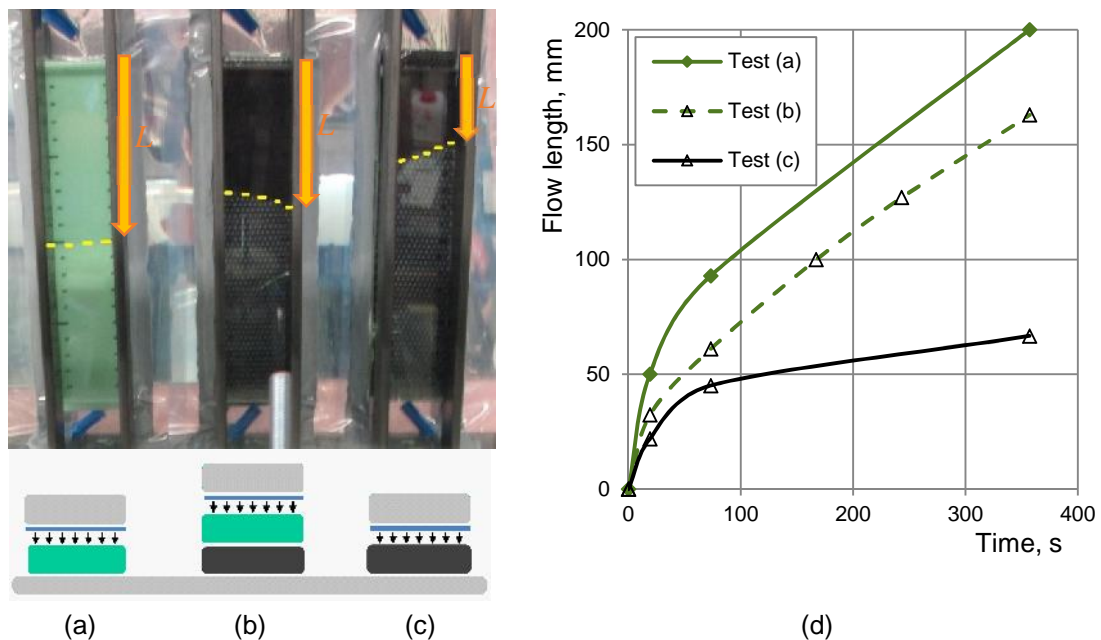 L
L
L
Flow length, mm
200
150
100
50
0
Test (a)
Test (b)
Test (c)
0
100
200
300
400
Time, s
(a)
(b)
(c)
(d)